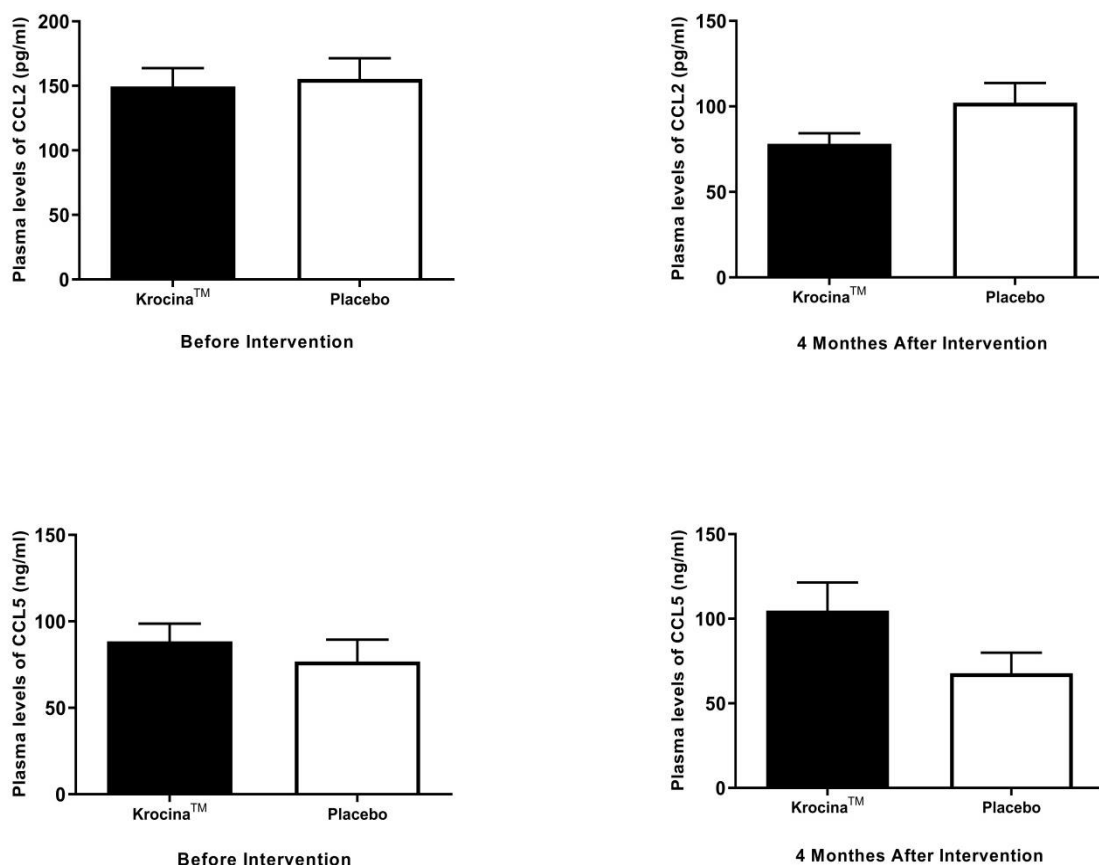 Plasma levels of CCL2 (pg/ml)
200
150
100
50
0
Krocina™
Placebo
Before Intervention
Plasma levels of CCL2 (pg/ml)
150
100
50
0
Krocina™
Placebo
4 Monthes After Intervention
Plasma levels of CCL5 (ng/ml)
150
100
50
0
Krocina™
Placebo
Before Intervention
Plasma levels of CCL5 (ng/ml)
150
100
50
0
Krocina™
Placebo
4 Monthes After Intervention